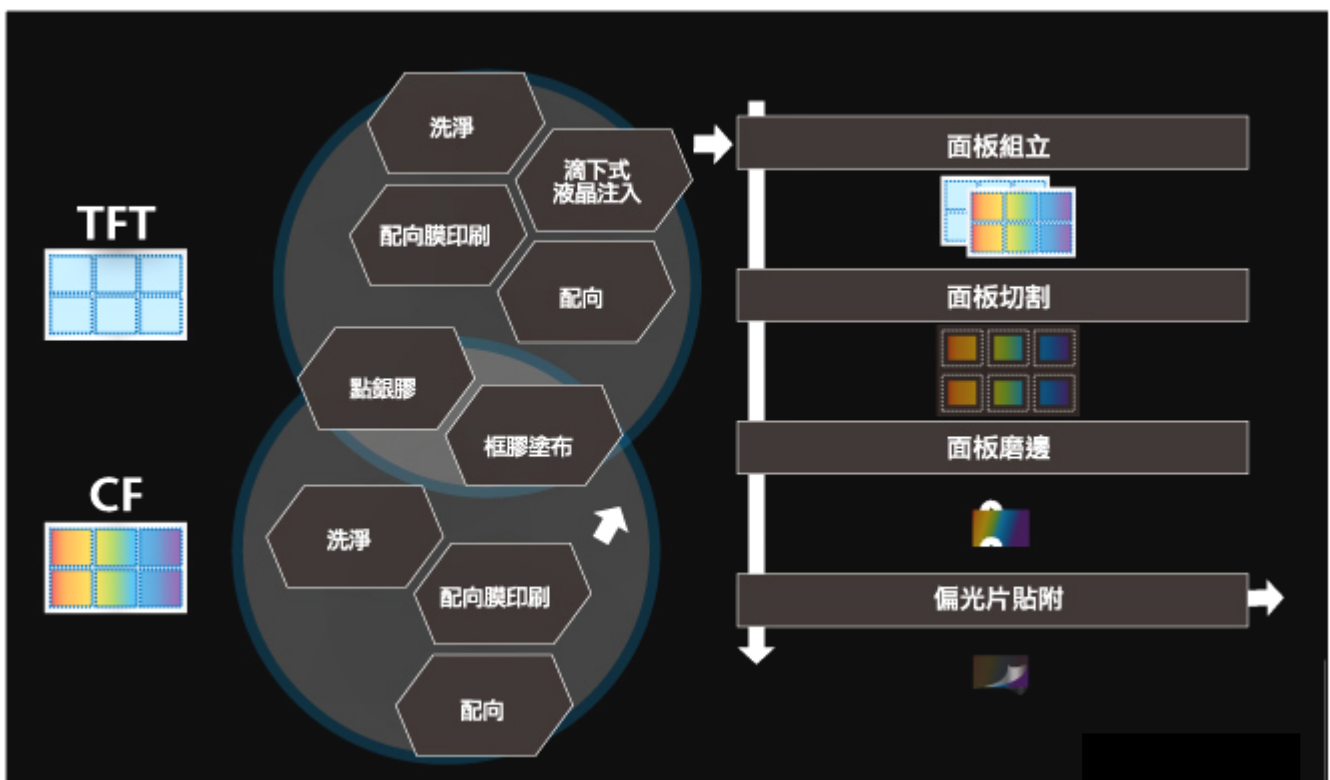 TFT
洗淨
滴下式
液晶注入
配向膜印刷
配向
點銀膠
框膠塗布
CF
洗淨
配向膜印刷
配向
面板組立
面板切割
面板磨邊
偏光片貼附